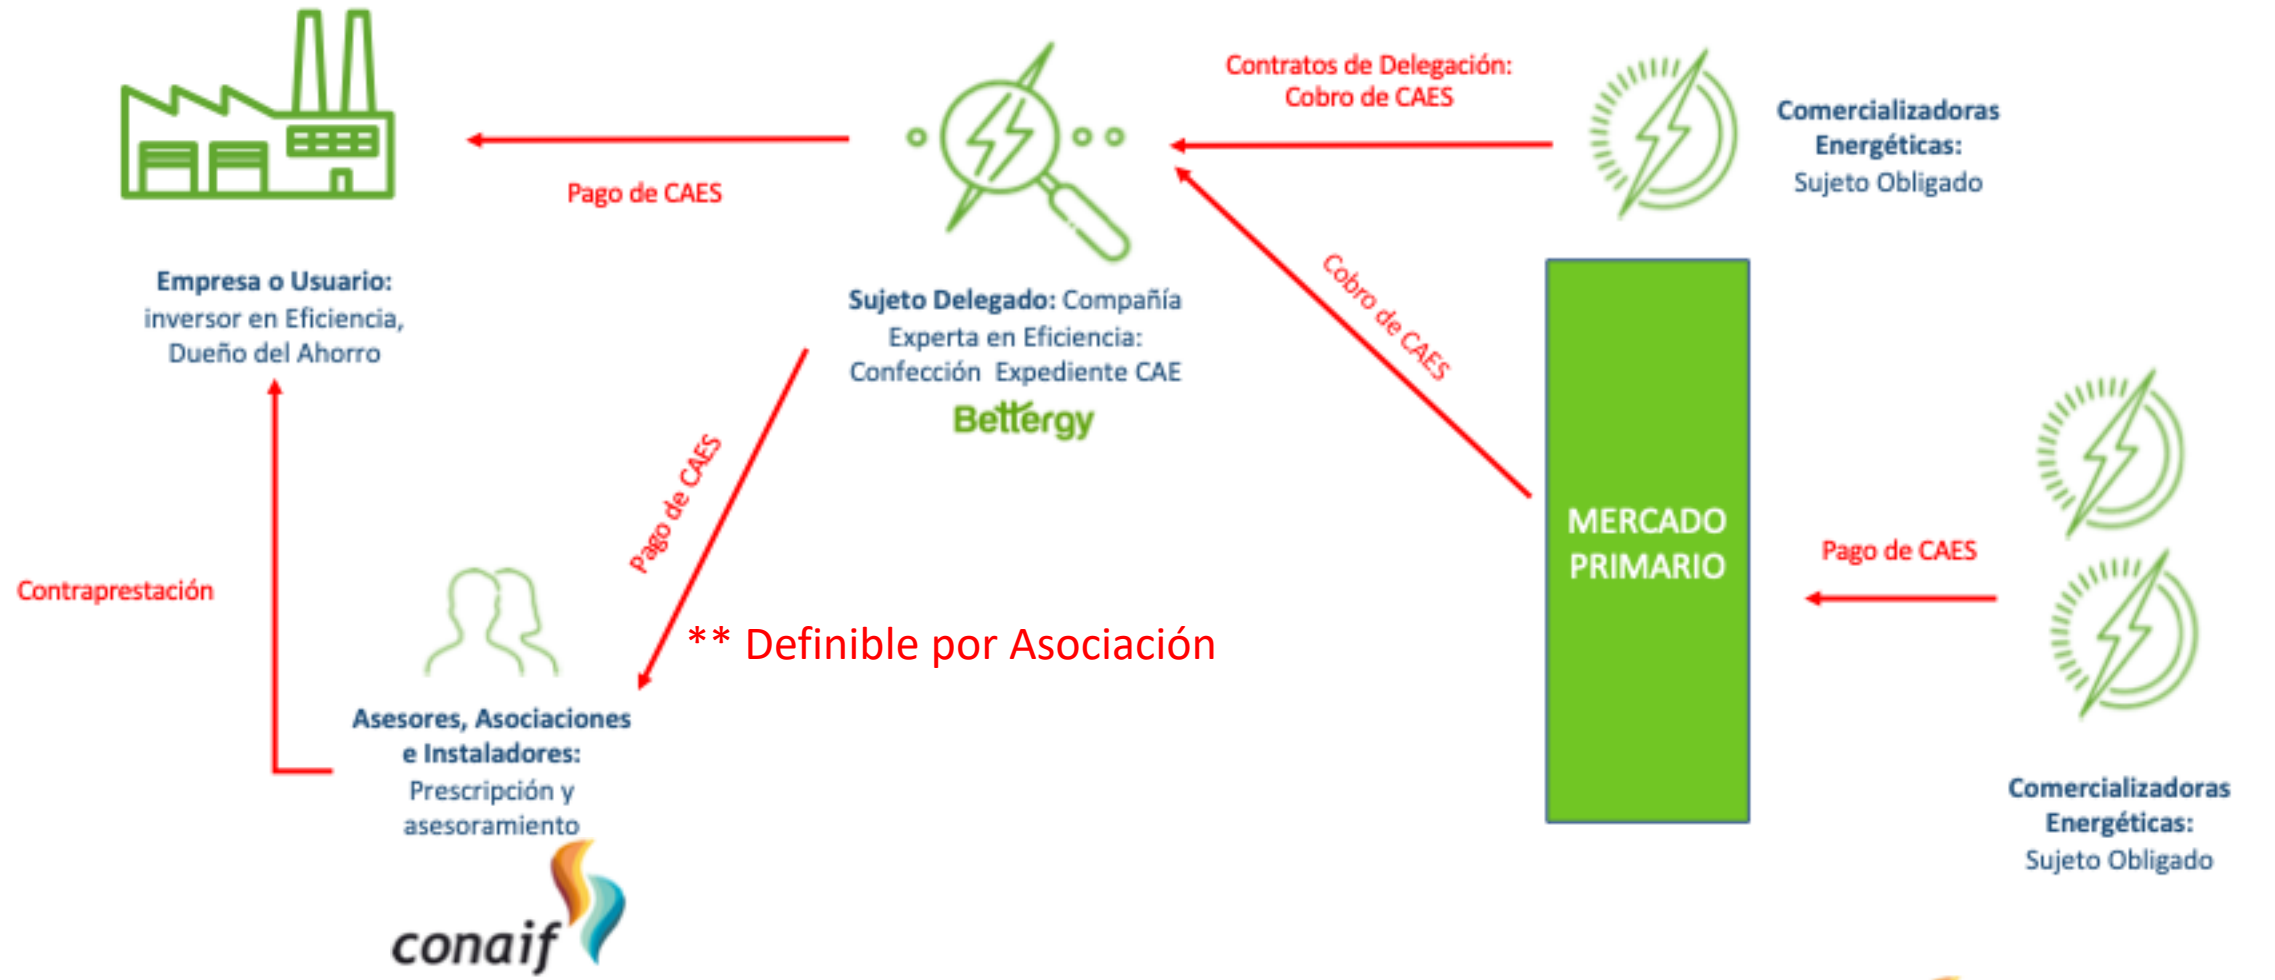 Contratos de Delegación:
Cobro de CAES
Comercializadoras
Energéticas:
Sujeto Obligado
Pago de CAES
Empresa o Usuario:
inversor en Eficiencia,
Dueño del Ahorro
Sujeto Delegado: Compañía
Experta en Eficiencia:
Confección Expediente CAE
Bettergy
Cobro de CAES
Pago de CAES
MERCADO
PRIMARIO
Pago de CAES
Contraprestación
** Definible por Asociación
Asesores, Asociaciones
e Instaladores:
Prescripción y
asesoramiento
conaif
Comercializadoras
Energéticas:
Sujeto Obligado